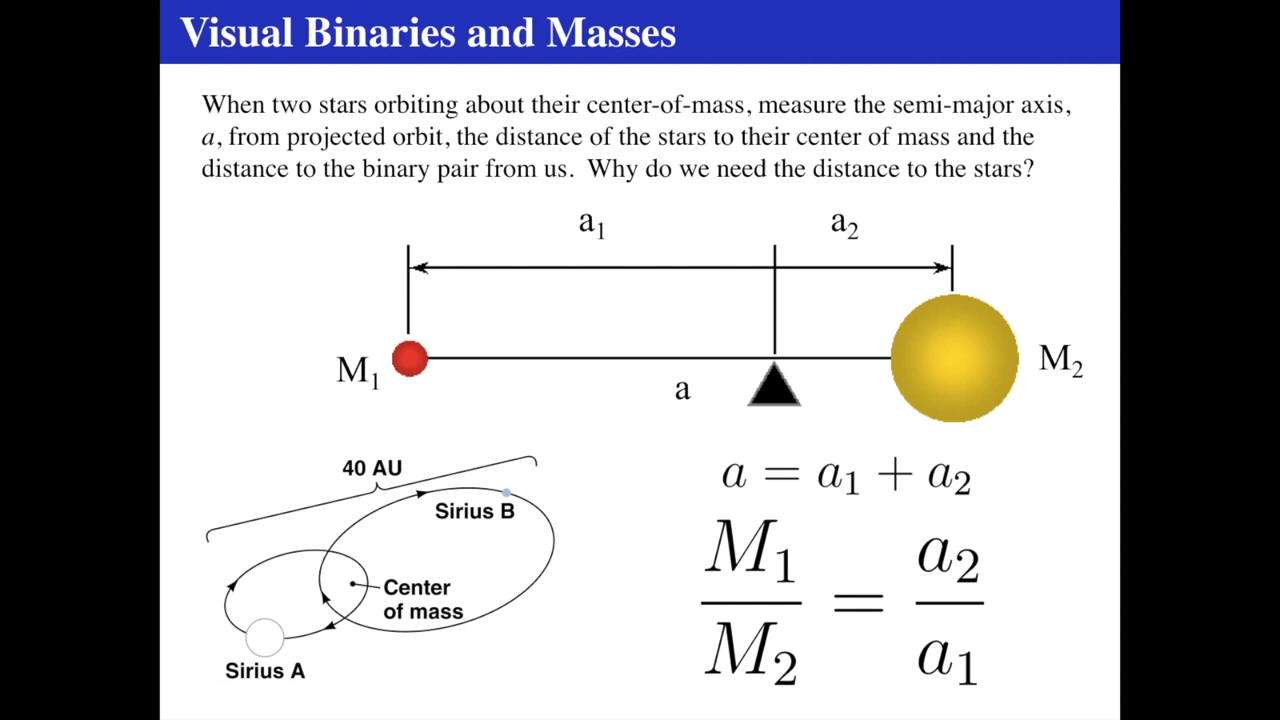 Visual Binaries and Masses
When two stars orbiting about their center-of-mass, measure the semi-major axis,
a, from projected orbit, the distance of the stars to their center of mass and the
distance to the binary pair from us.  Why do we need the distance to the stars?
a₁ a₂
M₁ M₂
a
40 AU
Sirius B
Center
of mass
Sirius A
a = a₁ + a₂
M₁/M₂ = a₂/a₁